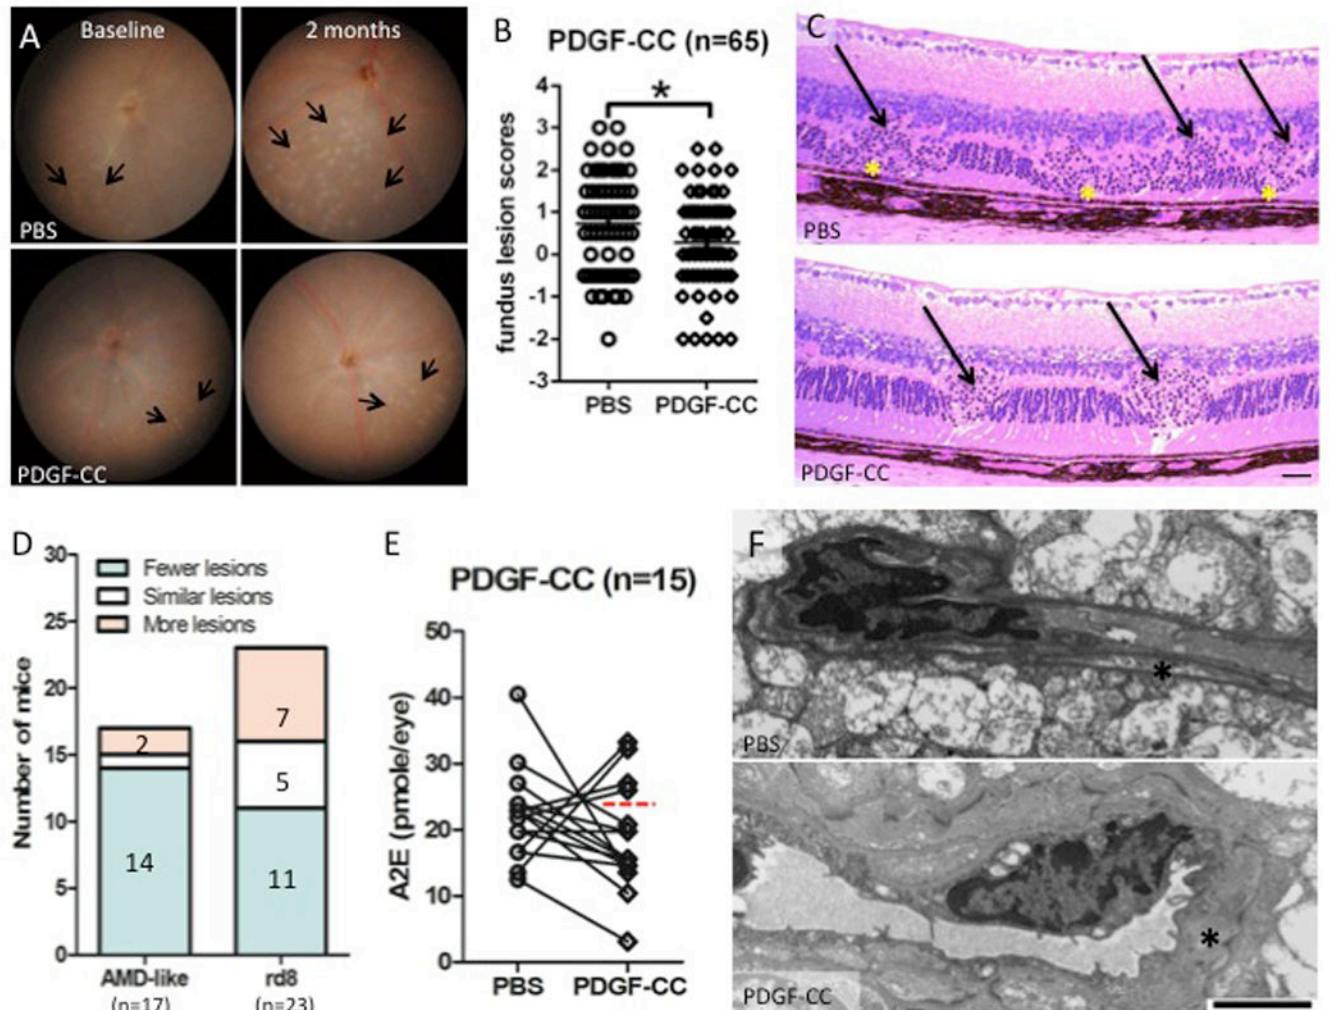 A
Baseline
2 months
PBS
PDGF-CC
B
PDGF-CC (n=65)
*
fundus lesion scores
4
3
2
1
0
-1
-2
-3
PBS
PDGF-CC
C
*
*
*
PBS
PDGF-CC
D
Number of mice
30
25
20
15
10
5
0
Fewer lesions
Similar lesions
More lesions
2
14
7
5
11
AMD-like
rd8
(n=17)
(n=23)
E
PDGF-CC (n=15)
A2E (pmole/eye)
50
40
30
20
10
0
PBS
PDGF-CC
F
*
PBS
*
PDGF-CC